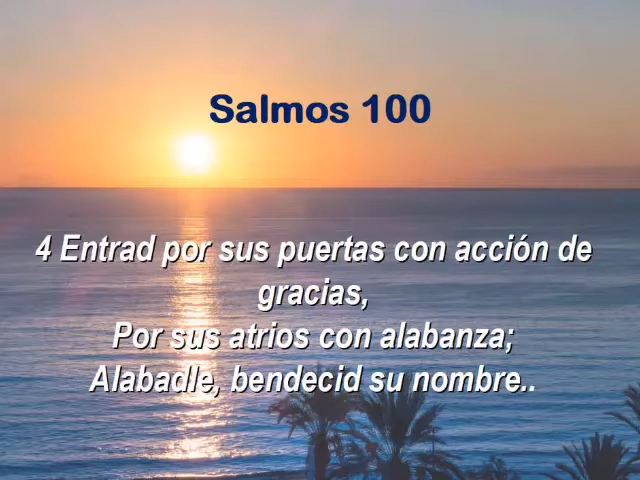 Salmos 100
4 Entrad por sus puertas con acción de
gracias,
Por sus atrios con alabanza;
Alabadle, bendecid su nombre..